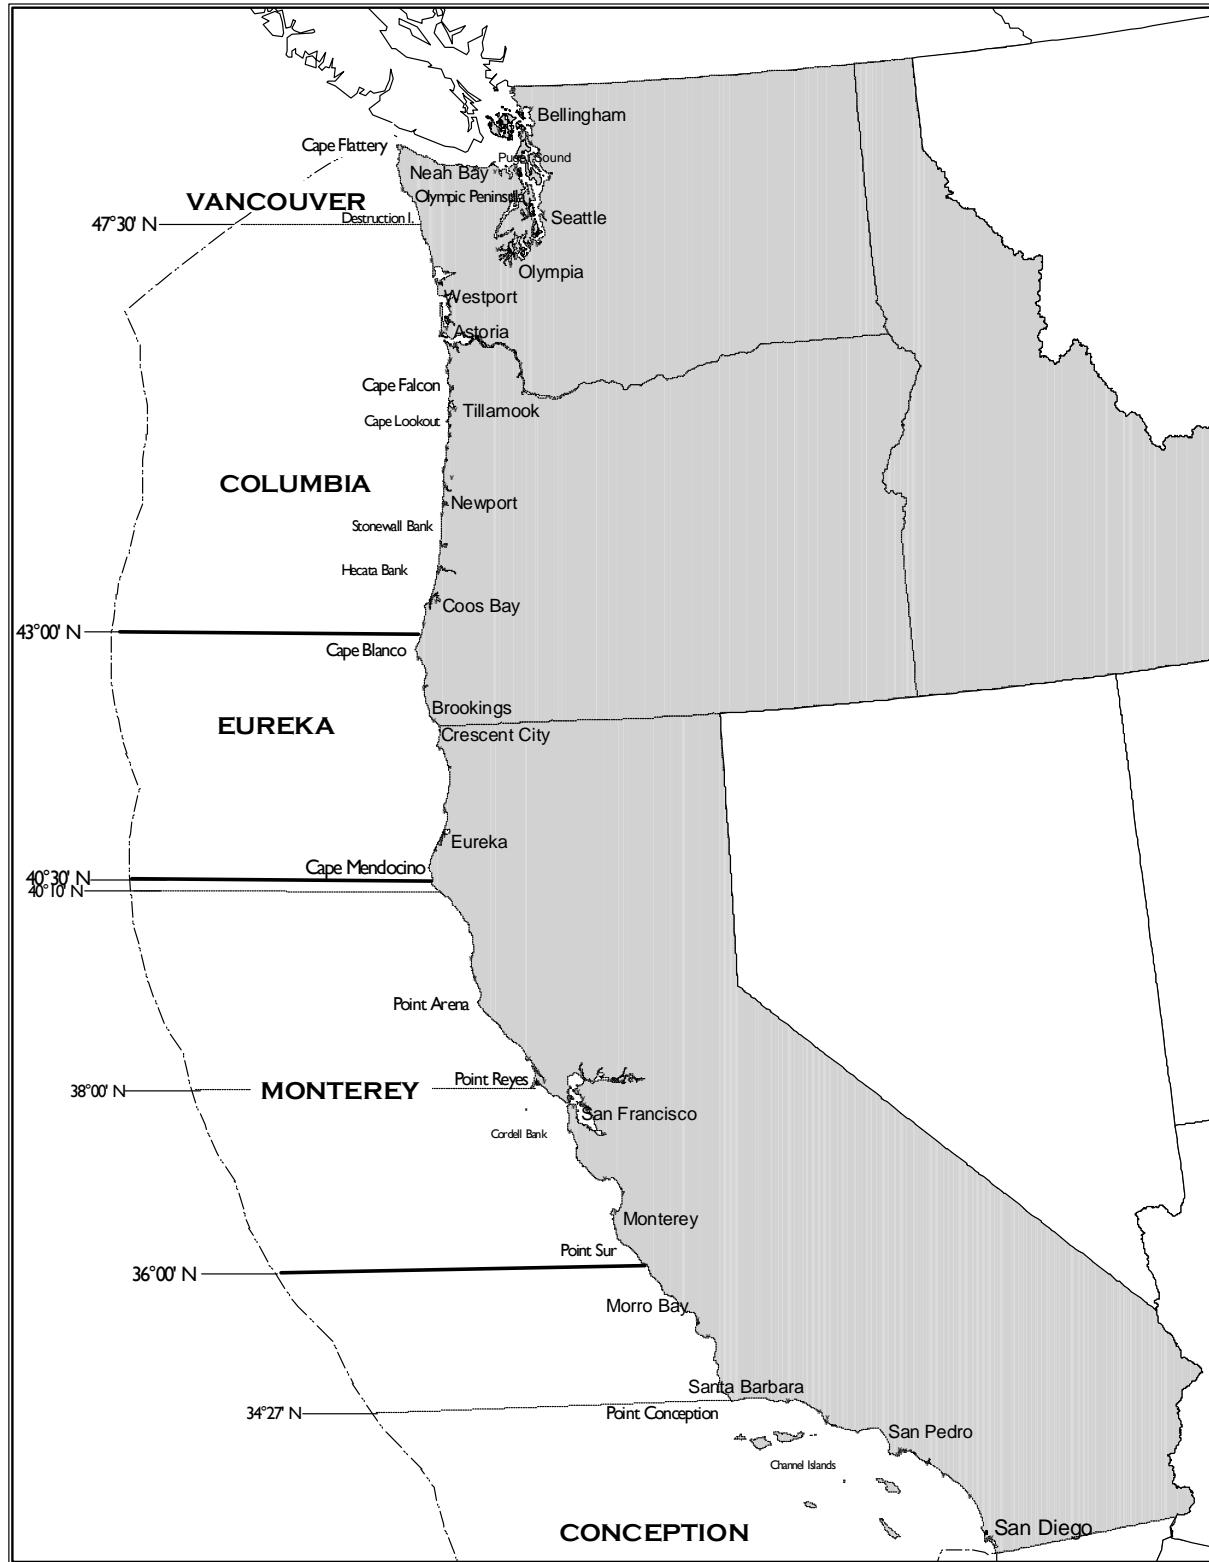 Bellingham
Cape Flattery
Puget Sound
Neah Bay
Olympic Peninsula
VANCOUVER
Destruction I.
Seattle
47°30' N
Olympia
Westport
Astoria
Cape Falcon
Tillamook
Cape Lookout
COLUMBIA
Newport
Stonewall Bank
Hecata Bank
Coos Bay
43°00' N
Cape Blanco
Brookings
EUREKA
Crescent City
Eureka
Cape Mendocino
40°30' N
40°10' N
Point Arena
Point Reyes
38°00' N
MONTEREY
San Francisco
Cordell Bank
Monterey
Point Sur
36°00' N
Morro Bay
Santa Barbara
34°27' N
Point Conception
San Pedro
Channel Islands
San Diego
CONCEPTION